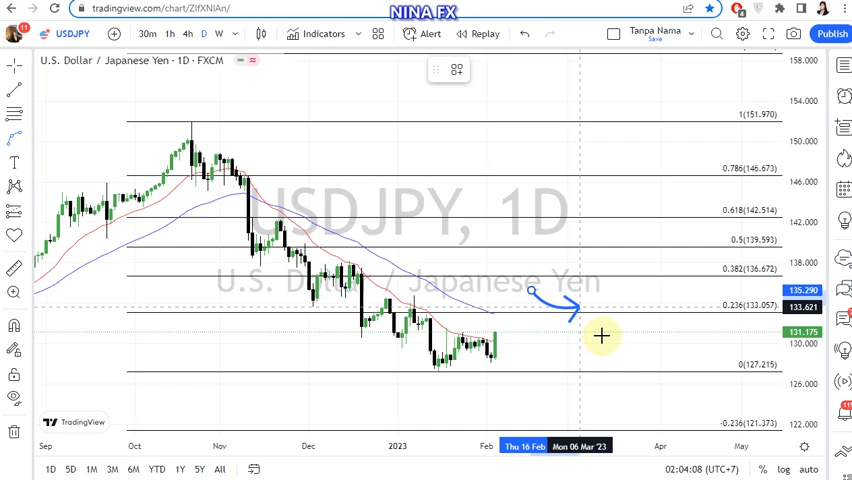 NINA FX
tradingview.com/chart/ZIfXNIAn/
4
11
USDJPY
30m 1h 4h D W
Indicators
Alert
Replay
Tunpa Nama
Save
Publish
U.S. Dollar / Japanese Yen · 1D · FXCM
USDJPY, 1D
U.S. Dollar / Japanese Yen
158.000
154.000
1(151.970)
150.000
0.786(146.673)
146.000
0.618(142.514)
142.000
0.5(139.593)
138.000
0.382(136.672)
135.290
0.236(133.057)
133.621
131.175
130.000
0(127.215)
126.000
-0.236(121.373)
122.000
TradingView
Sep Oct Nov Dec 2023 Feb Thu 16 Feb Mon 06 Mar '23 Apr May
1D 5D 1M 3M 6M YTD 1Y 5Y All
02:04:08 (UTC+7)
% log auto